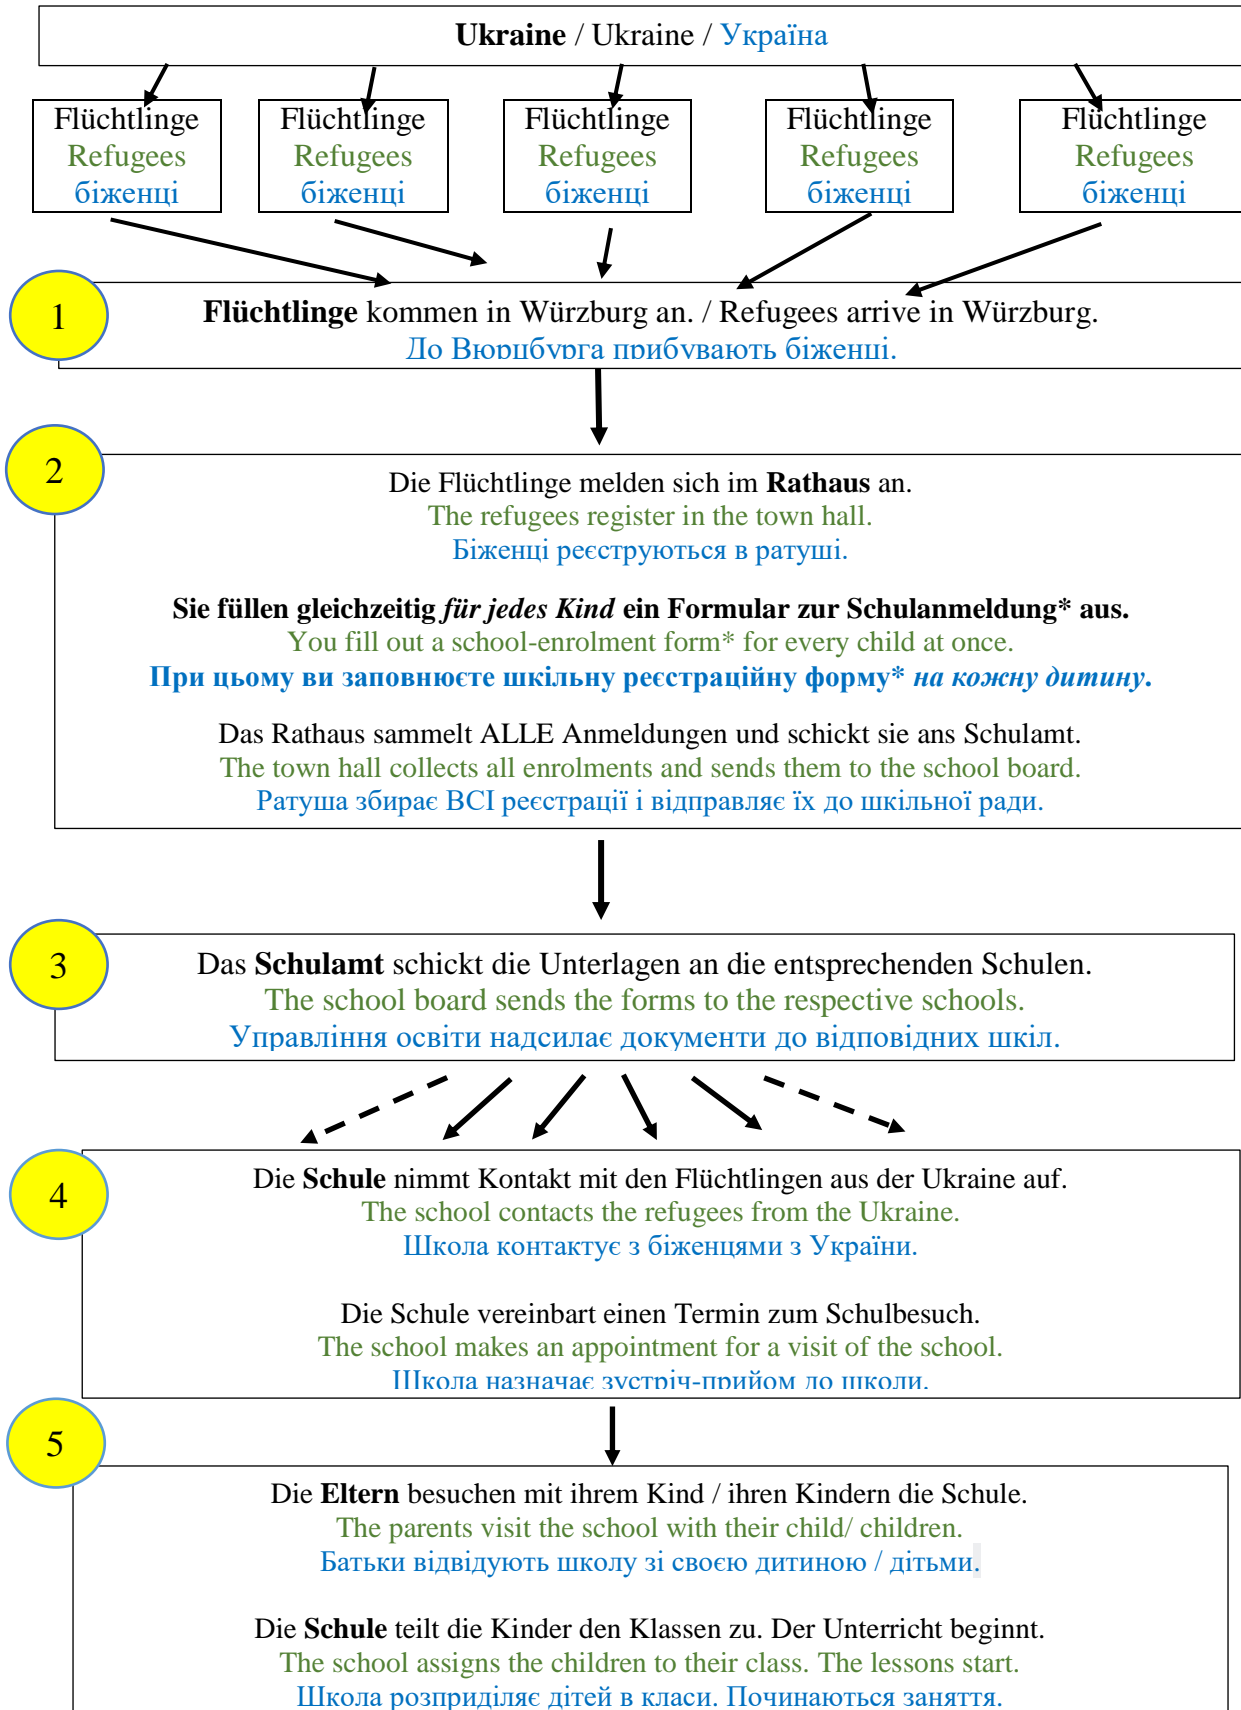 Ukraine / Ukraine / Україна
Flüchtlinge
Refugees
біженці
Flüchtlinge
Refugees
біженці
Flüchtlinge
Refugees
біженці
Flüchtlinge
Refugees
біженці
Flüchtlinge
Refugees
біженці
1
Flüchtlinge kommen in Würzburg an. / Refugees arrive in Würzburg.
До Вюрцбурга прибувають біженці.
2
Die Flüchtlinge melden sich im Rathaus an.
The refugees register in the town hall.
Біженці реєструються в ратуші.
Sie füllen gleichzeitig für jedes Kind ein Formular zur Schulanmeldung* aus.
You fill out a school-enrolment form* for every child at once.
При цьому ви заповнюєте шкільну реєстраційну форму* на кожну дитину.
Das Rathaus sammelt ALLE Anmeldungen und schickt sie ans Schulamt.
The town hall collects all enrolments and sends them to the school board.
Ратуша збирає ВСІ реєстрації і відправляє їх до шкільної ради.
3
Das Schulamt schickt die Unterlagen an die entsprechenden Schulen.
The school board sends the forms to the respective schools.
Управління освіти надсилає документи до відповідних шкіл.
4
Die Schule nimmt Kontakt mit den Flüchtlingen aus der Ukraine auf.
The school contacts the refugees from the Ukraine.
Школа контактує з біженцями з України.
Die Schule vereinbart einen Termin zum Schulbesuch.
The school makes an appointment for a visit of the school.
Школа назначає зустріч-прийом до школи.
5
Die Eltern besuchen mit ihrem Kind / ihren Kindern die Schule.
The parents visit the school with their child/ children.
Батьки відвідують школу зі своєю дитиною / дітьми.
Die Schule teilt die Kinder den Klassen zu. Der Unterricht beginnt.
The school assigns the children to their class. The lessons start.
Школа розприділяє дітей в класи. Починаються заняття.